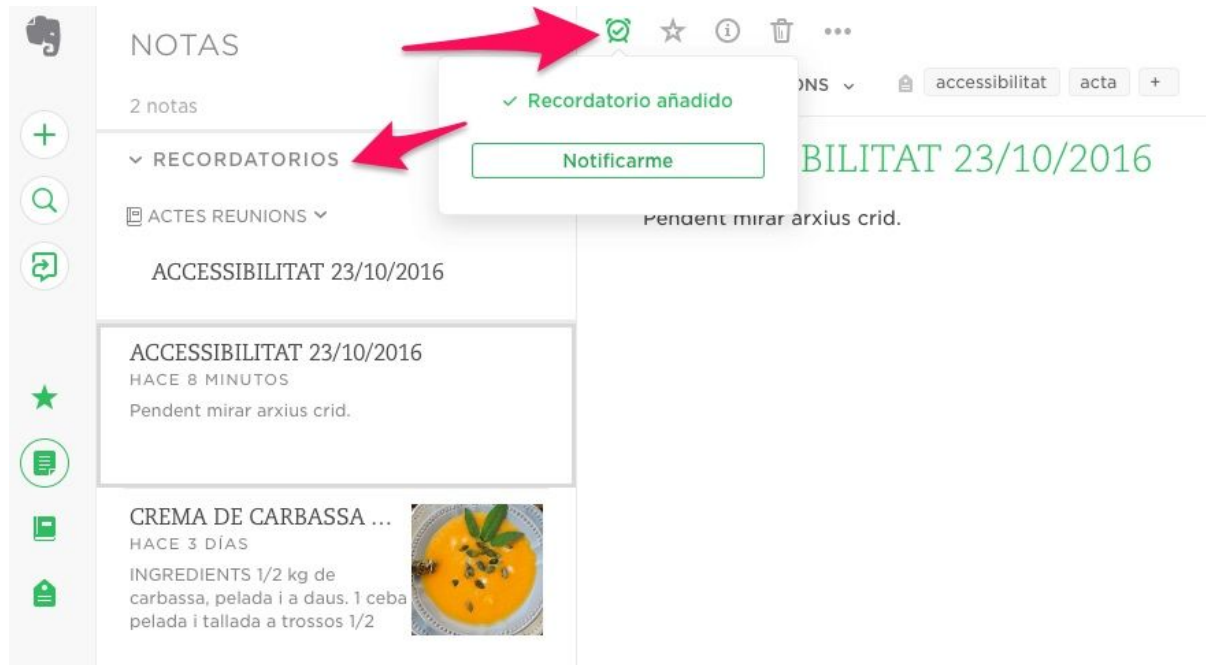 NOTAS
2 notas
RECORDATORIOS
ACTES REUNIONS
ACCESSIBILITAT 23/10/2016
ACCESSIBILITAT 23/10/2016
HACE 8 MINUTOS
Pendent mirar arxius crid.
CREMA DE CARBASSA ...
HACE 3 DÍAS
INGREDIENTS 1/2 kg de
carbassa, pelada i a daus. 1 ceba
pelada i tallada a trossos 1/2
Recordatorio añadido
Notificarme
accessibilitat acta +
BILITAT 23/10/2016
Pendent mirar arxius crid.